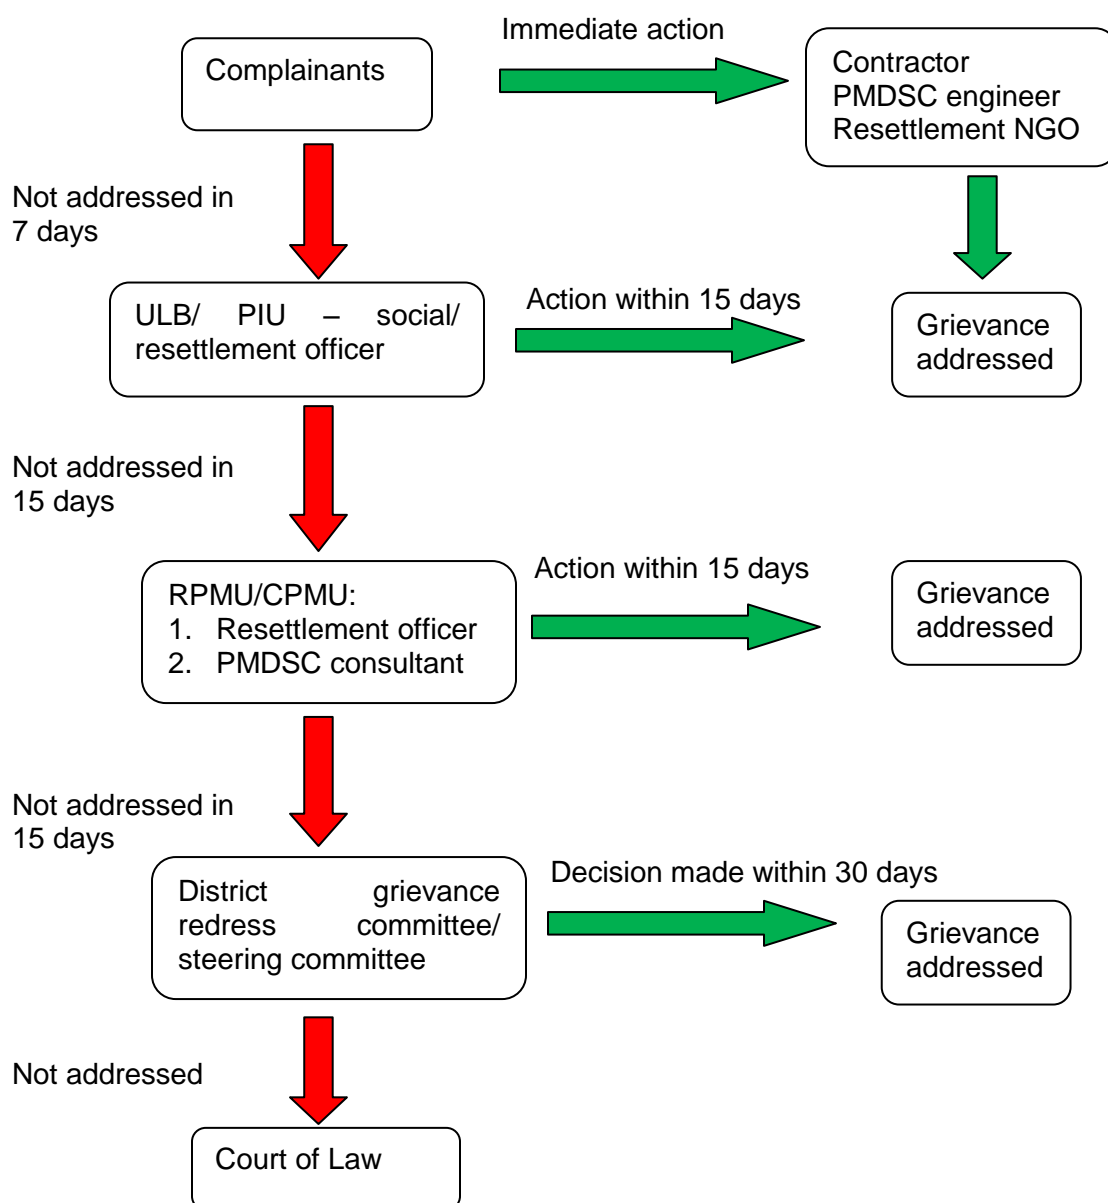 Immediate action
Complainants
Contractor
PMDSC engineer
Resettlement NGO
Not addressed in
7 days
ULB/ PIU – social/
resettlement officer
Action within 15 days
Grievance
addressed
Not addressed in
15 days
RPMU/CPMU:
1. Resettlement officer
2. PMDSC consultant
Action within 15 days
Grievance
addressed
Not addressed in
15 days
District grievance
redress committee/
steering committee
Decision made within 30 days
Grievance
addressed
Not addressed
Court of Law